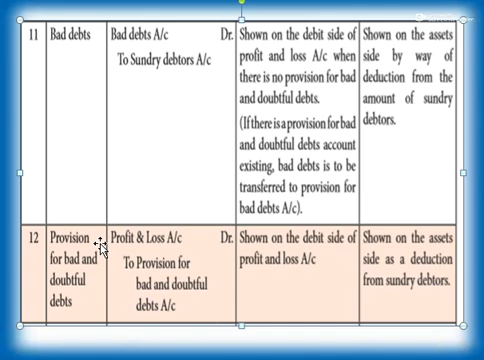 11
Bad debts
Bad debts A/c Dr.
To Sundry debtors A/c
Shown on the debit side of
profit and loss A/c when
there is no provision for bad
and doubtful debts.
(If there is a provision for bad
and doubtful debts account
existing, bad debts is to be
transferred to provision for
bad debts A/c).
Shown on the assets
side by way of
deduction from the
amount of sundry
debtors.
12
Provision
for bad and
doubtful
debts
Profit & Loss A/c Dr.
To Provision for
bad and doubtful
debts A/c
Shown on the debit side of
profit and loss A/c
Shown on the assets
side as a deduction
from sundry debtors.